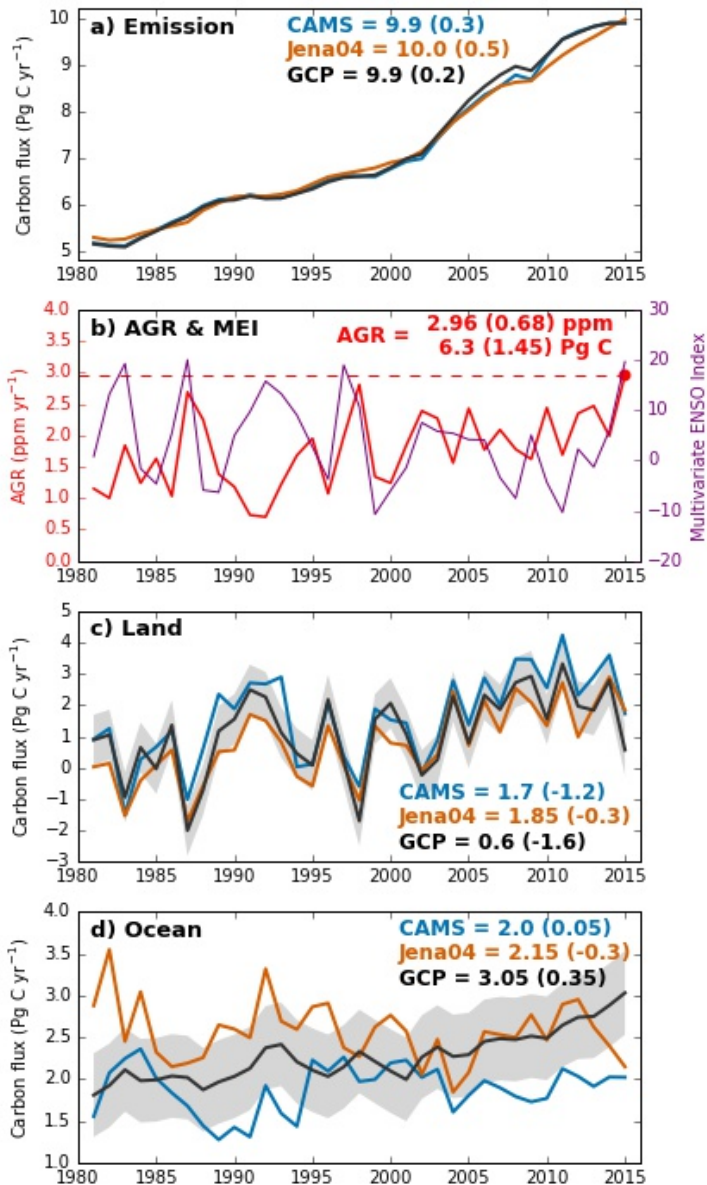 a) Emission
CAMS = 9.9 (0.3)
Jena04 = 10.0 (0.5)
GCP = 9.9 (0.2)
Carbon flux (Pg C yr⁻¹)
10
9
8
7
6
5
1980 1985 1990 1995 2000 2005 2010 2015
b) AGR & MEI
AGR = 2.96 (0.68) ppm
6.3 (1.45) Pg C
AGR (ppm yr⁻¹)
4.0
3.5
3.0
2.5
2.0
1.5
1.0
0.5
0.0
30
20
10
0
−10
−20
Multivariate ENSO Index
1980 1985 1990 1995 2000 2005 2010 2015
c) Land
Carbon flux (Pg C yr⁻¹)
5
4
3
2
1
0
−1
−2
−3
CAMS = 1.7 (-1.2)
Jena04 = 1.85 (-0.3)
GCP = 0.6 (-1.6)
1980 1985 1990 1995 2000 2005 2010 2015
d) Ocean
CAMS = 2.0 (0.05)
Jena04 = 2.15 (-0.3)
GCP = 3.05 (0.35)
Carbon flux (Pg C yr⁻¹)
4.0
3.5
3.0
2.5
2.0
1.5
1.0
1980 1985 1990 1995 2000 2005 2010 2015